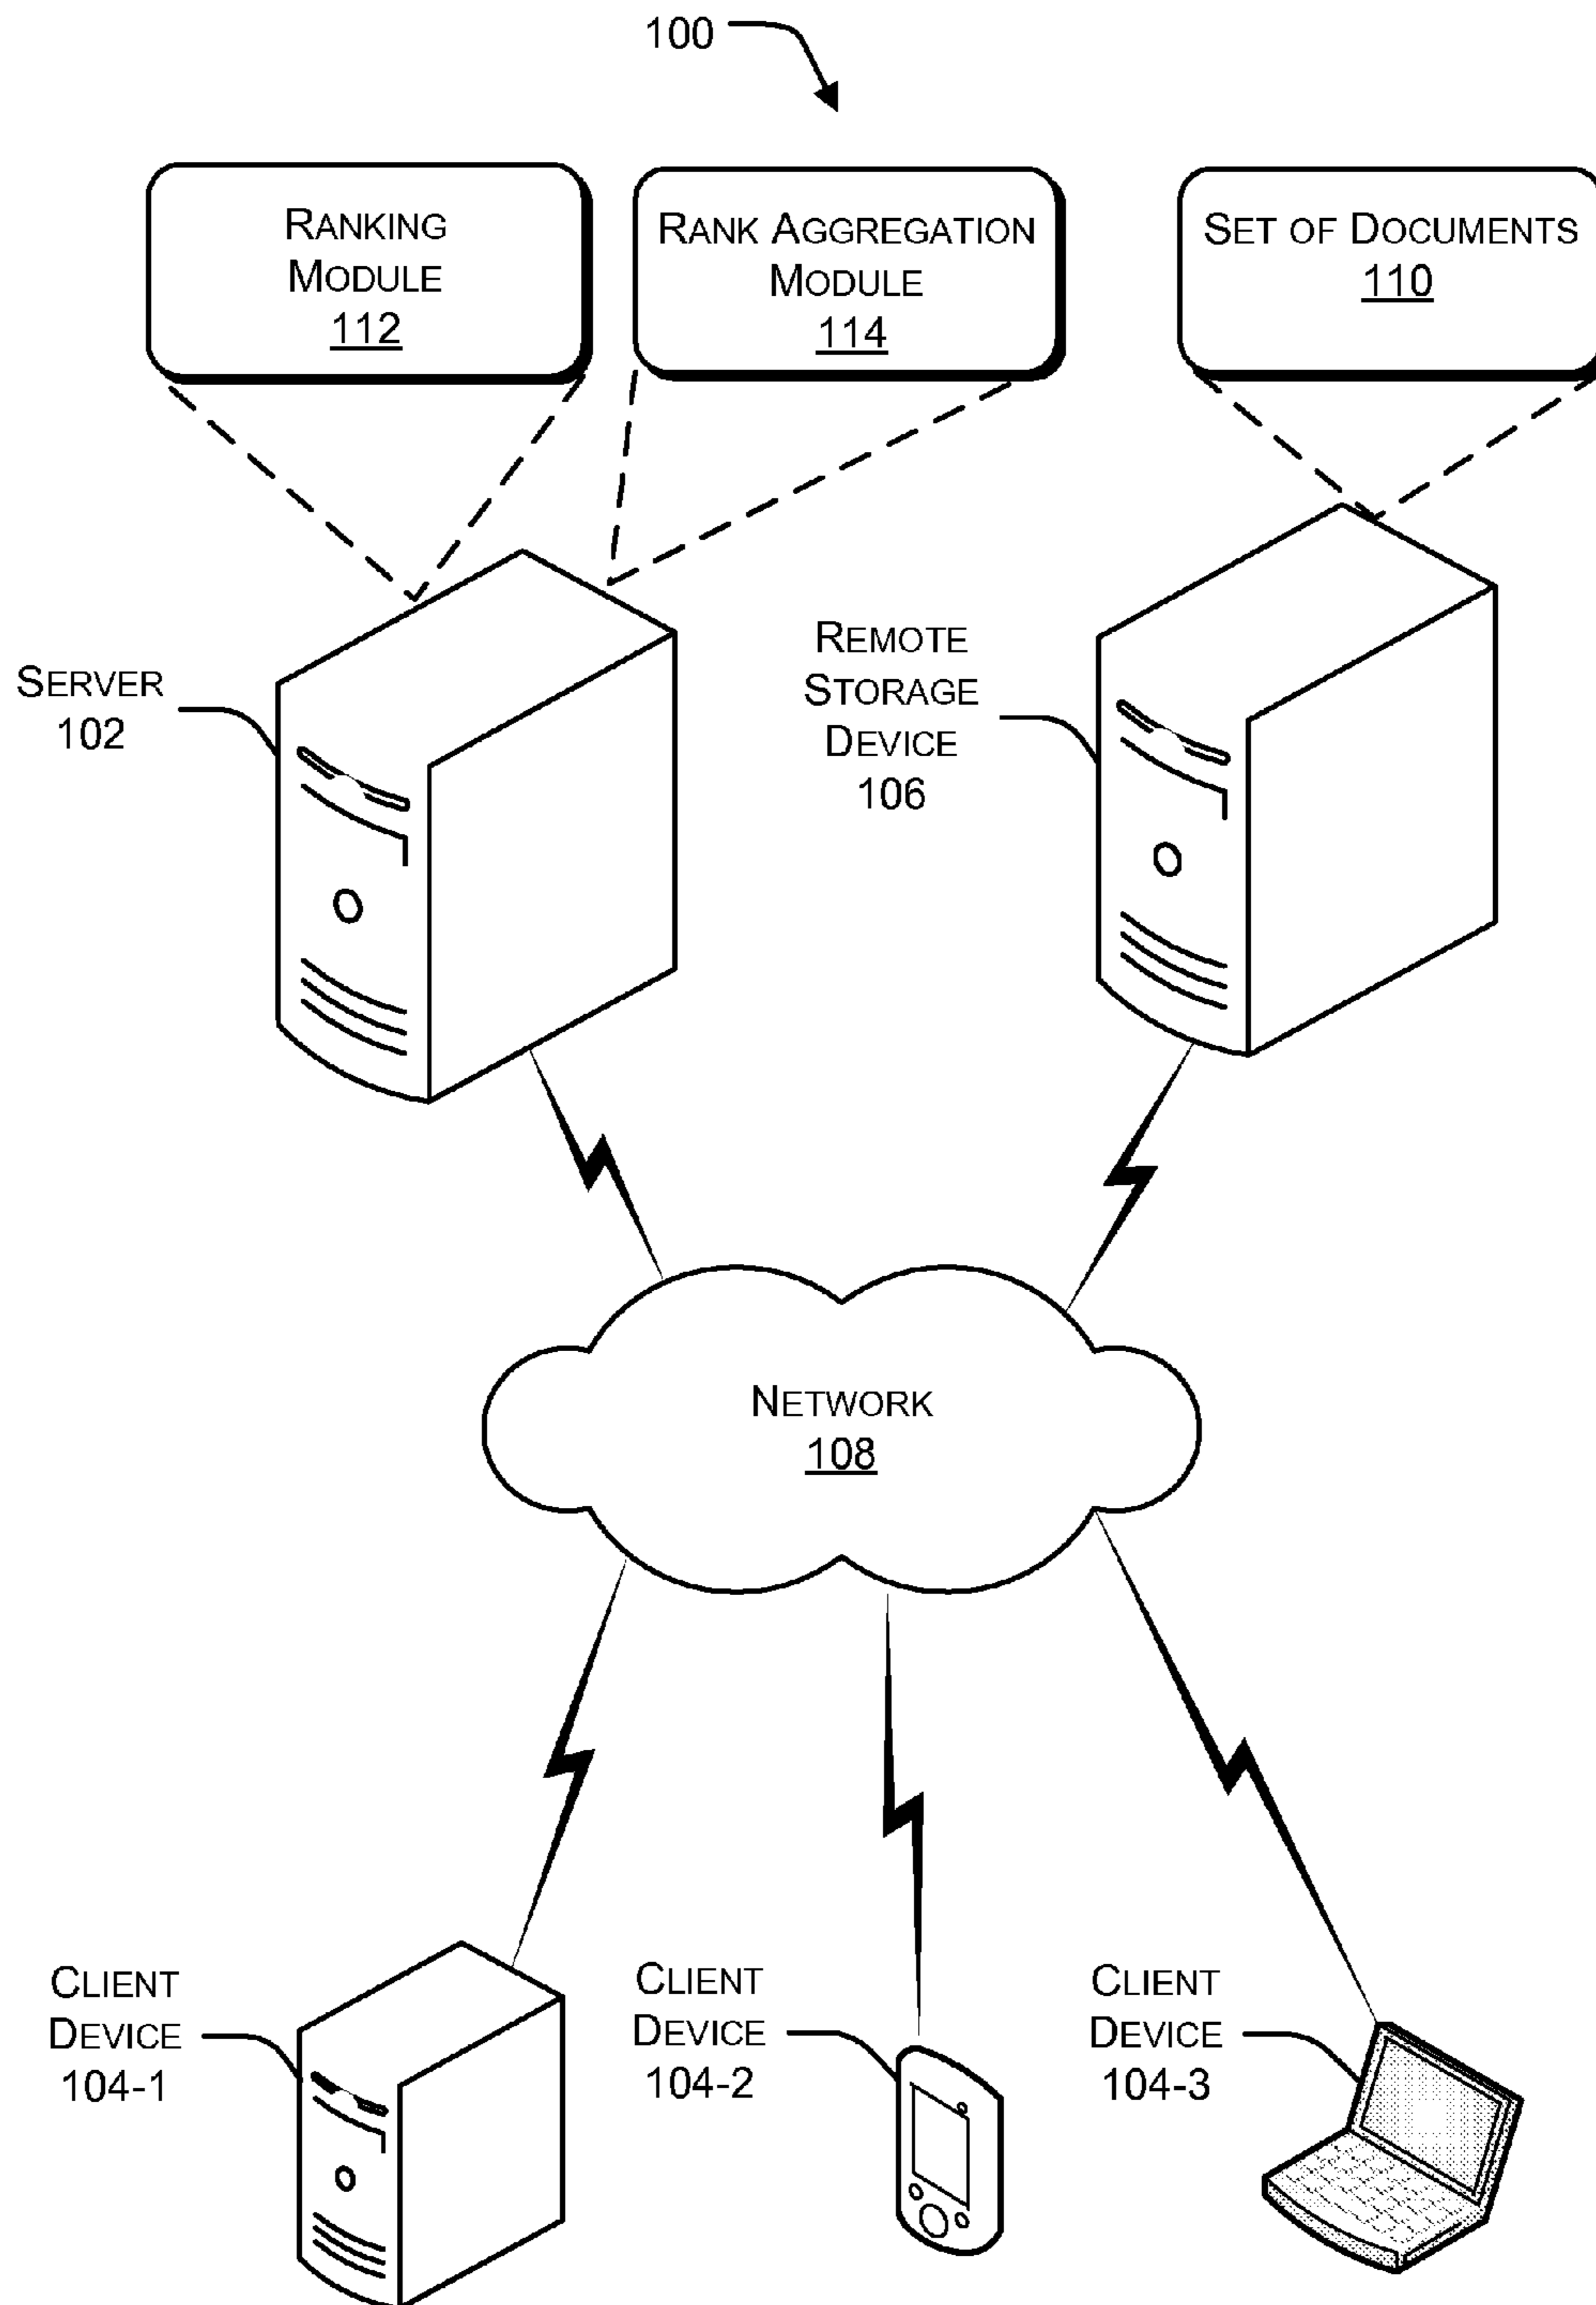 100
RANKING
MODULE
112
RANK AGGREGATION
MODULE
114
SET OF DOCUMENTS
110
SERVER
102
REMOTE
STORAGE
DEVICE
106
NETWORK
108
CLIENT
DEVICE
104-1
CLIENT
DEVICE
104-2
CLIENT
DEVICE
104-3